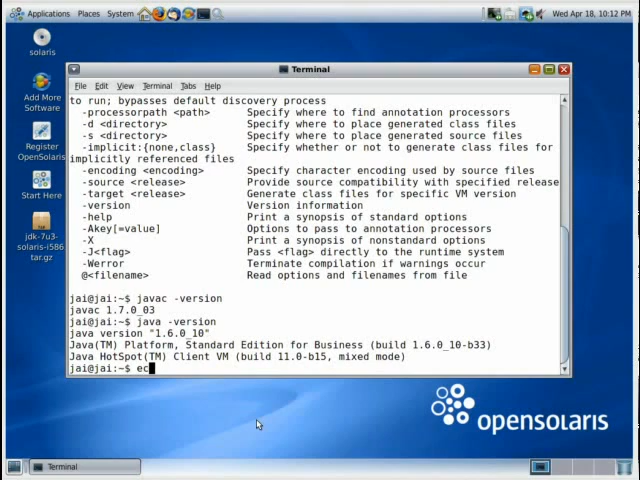 Applications Places System
Wed Apr 18, 10:12 PM
solaris
Add More
Software
Register
OpenSolaris
Start Here
jdk-7u3-
solaris-i586
tar.gz
Terminal
File Edit View Terminal Tabs Help
to run; bypasses default discovery process
-processorpath <path> Specify where to find annotation processors
-d <directory> Specify where to place generated class files
-s <directory> Specify where to place generated source files
-implicit:{none,class} Specify whether or not to generate class files for
implicitly referenced files
-encoding <encoding> Specify character encoding used by source files
-source <release> Provide source compatibility with specified release
-target <release> Generate class files for specific VM version
-version Version information
-help Print a synopsis of standard options
-Akey[=value] Options to pass to annotation processors
-X Print a synopsis of nonstandard options
-J<flag> Pass <flag> directly to the runtime system
-Werror Terminate compilation if warnings occur
@<filename> Read options and filenames from file
jai@jai:~$ javac -version
javac 1.7.0_03
jai@jai:~$ java -version
java version "1.6.0_10"
Java(TM) Platform, Standard Edition for Business (build 1.6.0_10-b33)
Java HotSpot(TM) Client VM (build 11.0-b15, mixed mode)
jai@jai:~$ ec
opensolaris
Terminal